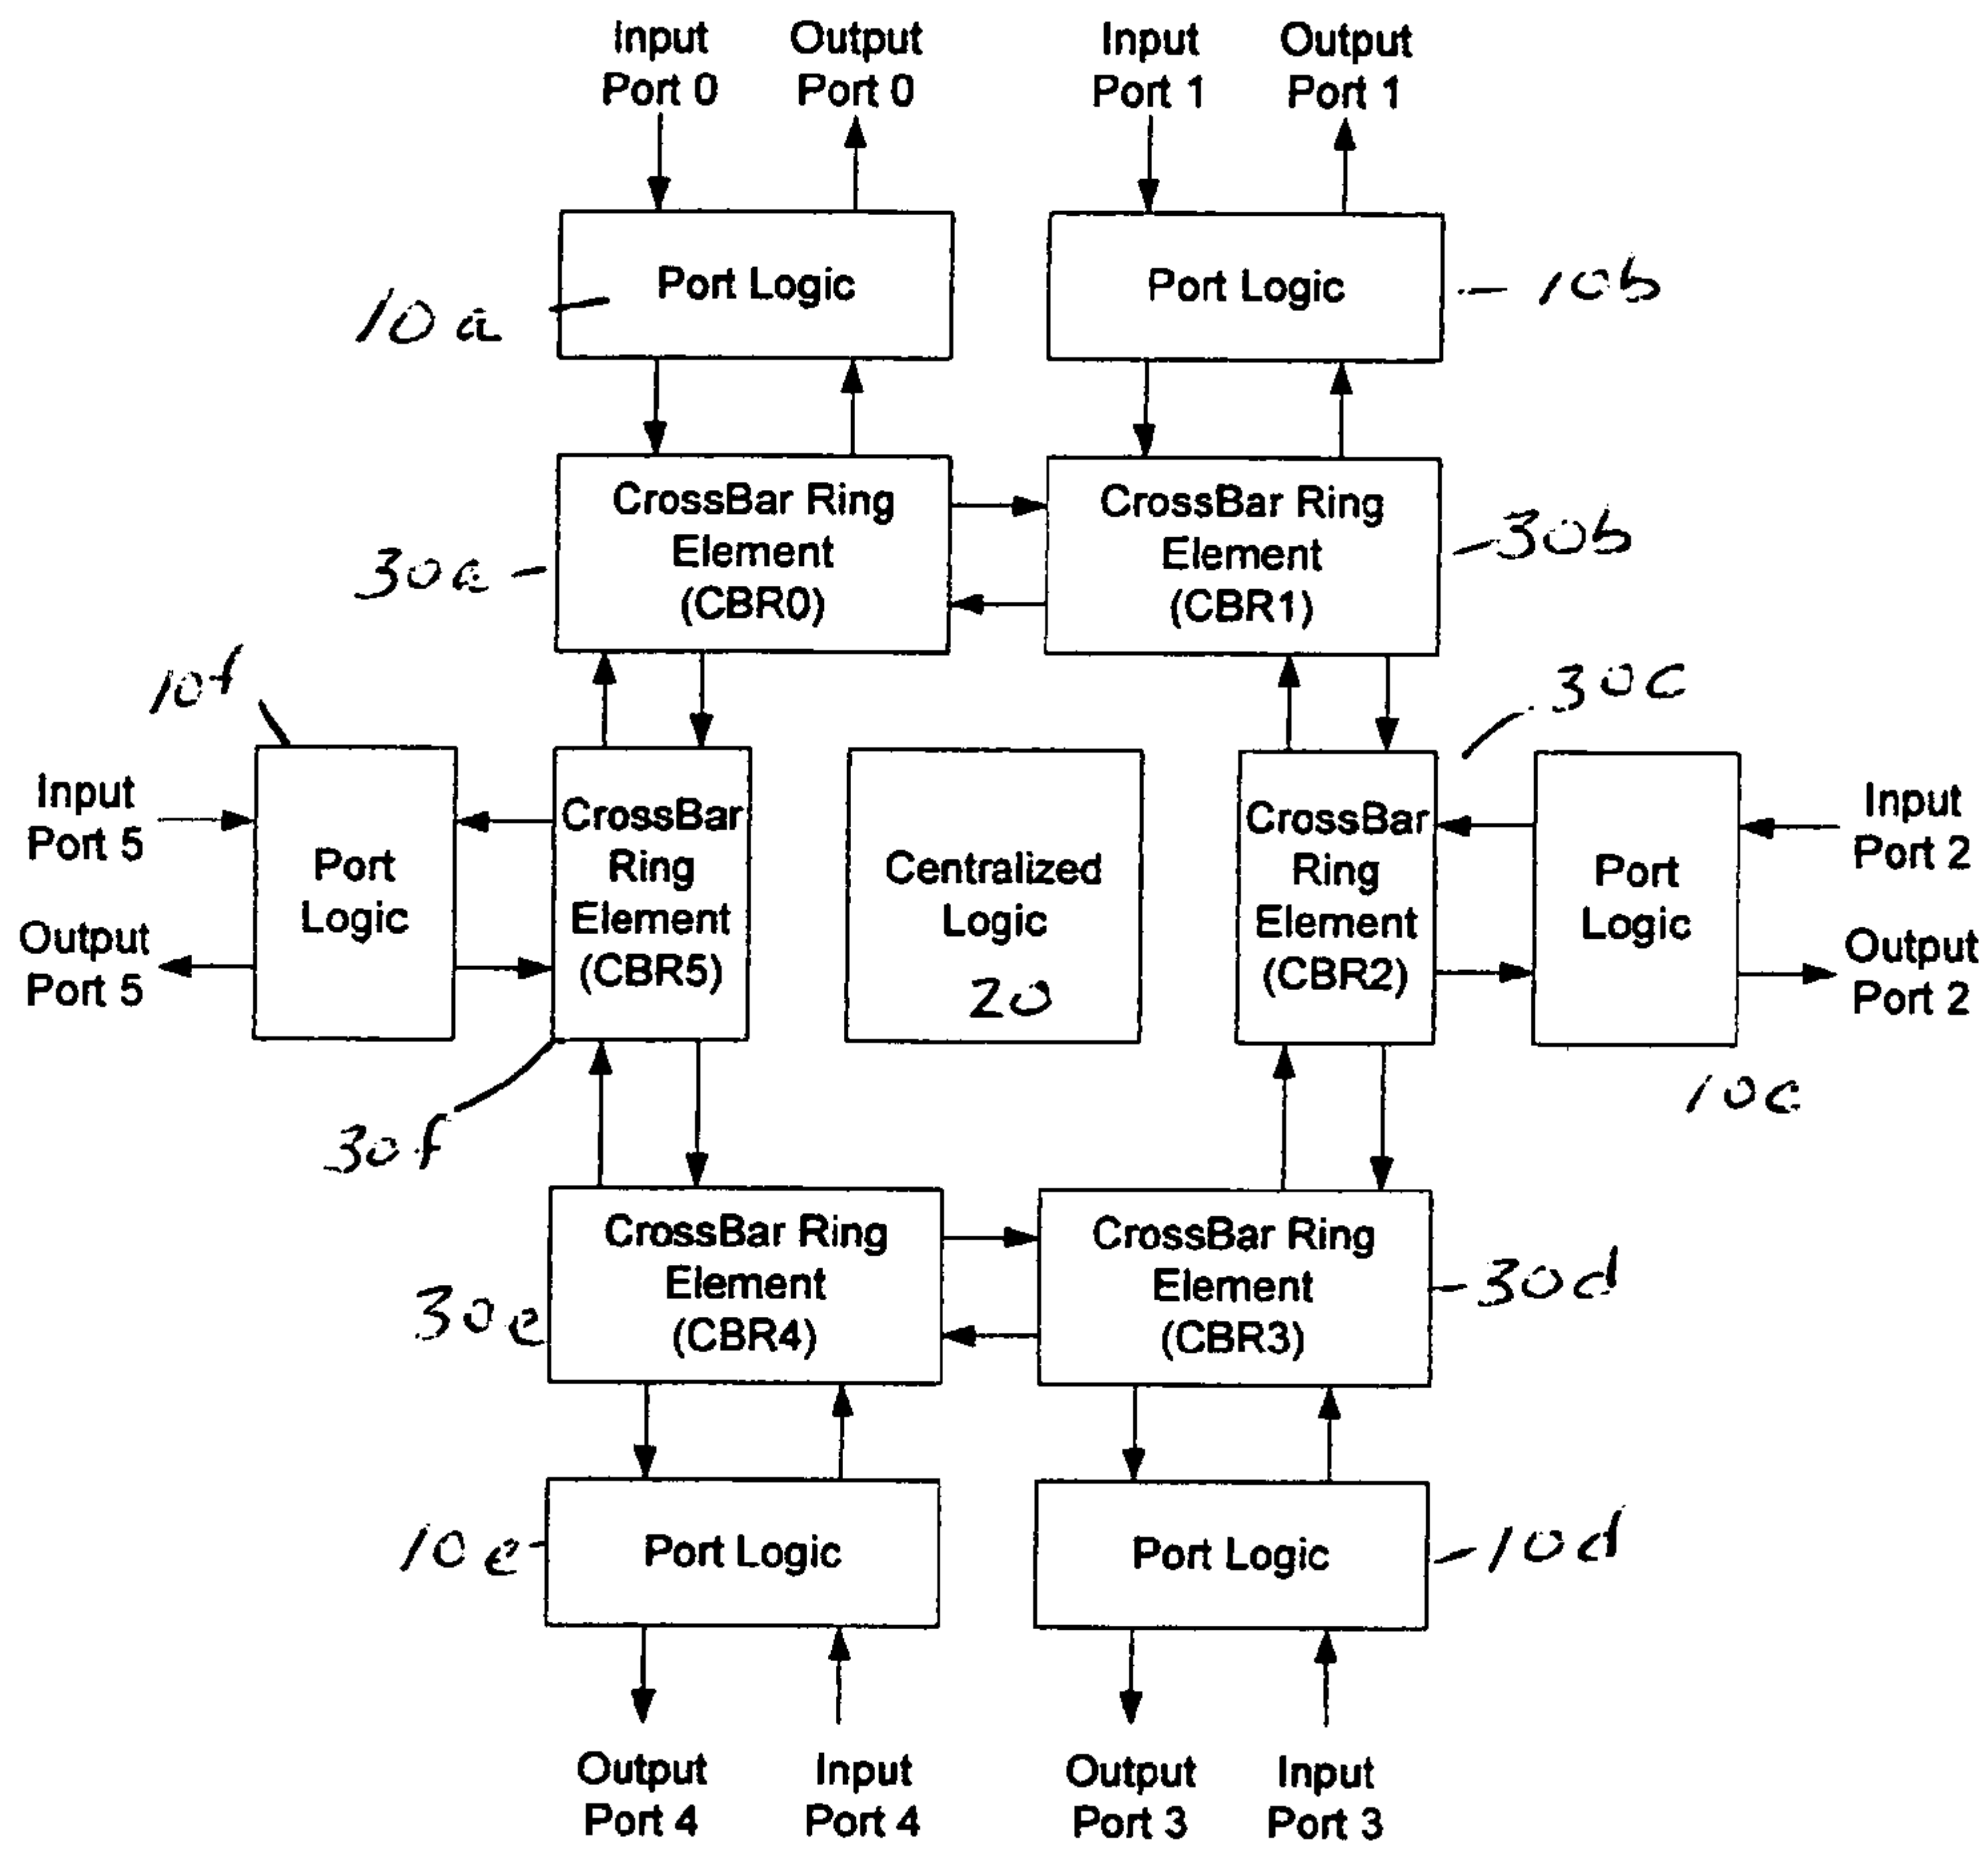 Input
Port 0
Output
Port 0
Input
Port 1
Output
Port 1
Port Logic
10a
Port Logic
10b
CrossBar Ring
Element
(CBR0)
30a
CrossBar Ring
Element
(CBR1)
30b
10f
30c
Input
Port 5
Output
Port 5
Port
Logic
CrossBar
Ring
Element
(CBR5)
Centralized
Logic
20
CrossBar
Ring
Element
(CBR2)
Port
Logic
Input
Port 2
Output
Port 2
10c
30f
CrossBar Ring
Element
(CBR4)
30e
CrossBar Ring
Element
(CBR3)
30d
10e
Port Logic
Port Logic
10d
Output
Port 4
Input
Port 4
Output
Port 3
Input
Port 3